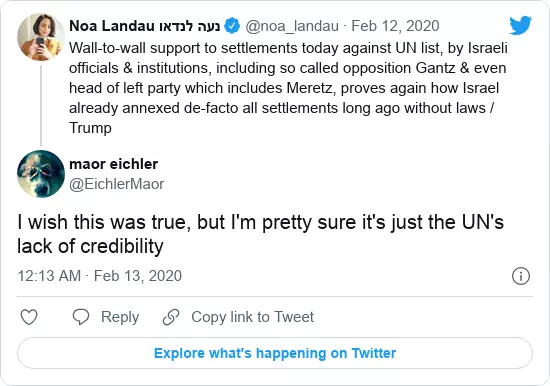 Noa Landau נעה לנדאו @noa_landau · Feb 12, 2020
Wall-to-wall support to settlements today against UN list, by Israeli
officials & institutions, including so called opposition Gantz & even
head of left party which includes Meretz, proves again how Israel
already annexed de-facto all settlements long ago without laws /
Trump
maor eichler
@EichlerMaor
I wish this was true, but I'm pretty sure it's just the UN's
lack of credibility
12:13 AM · Feb 13, 2020
Reply
Copy link to Tweet
Explore what's happening on Twitter